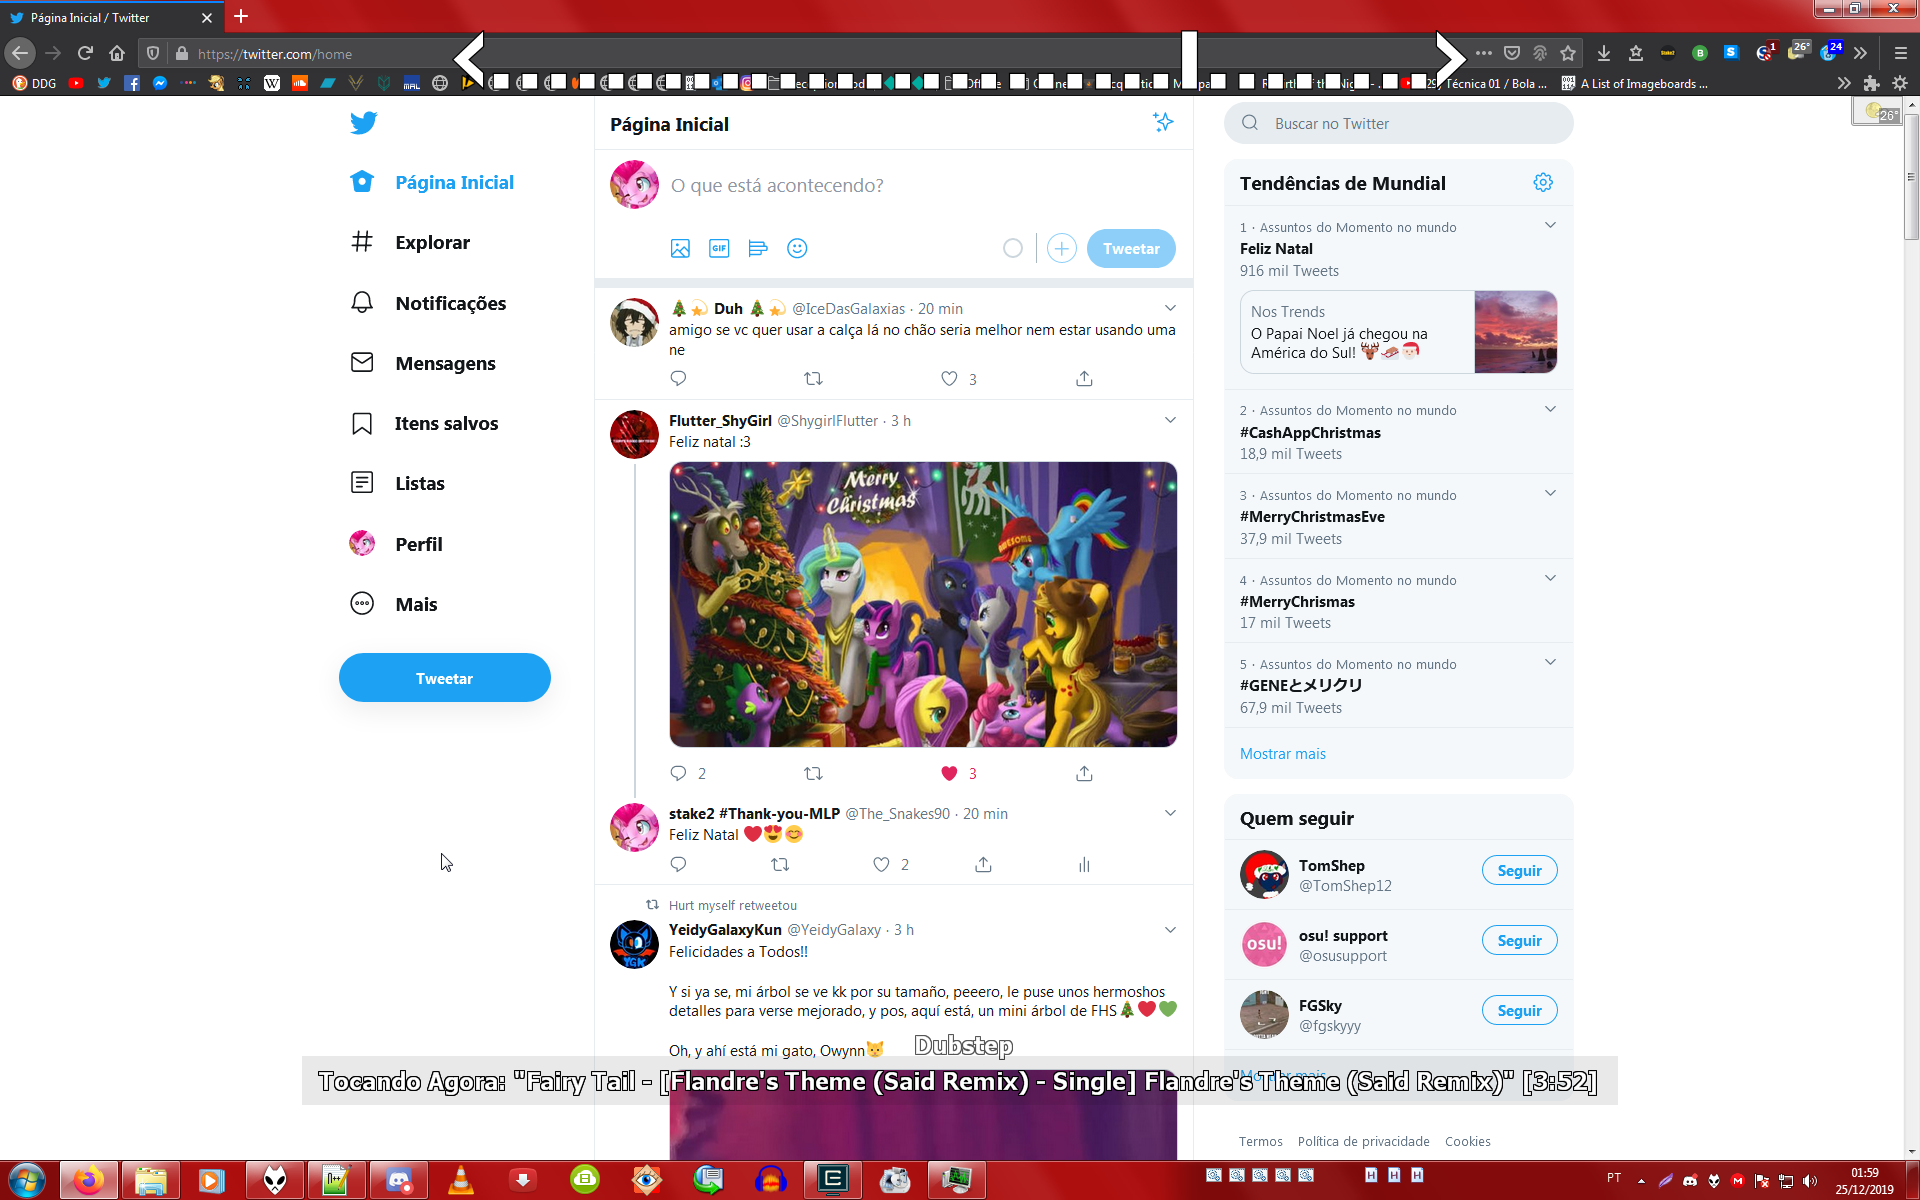 Página Inicial / Twitter
https://twitter.com/home
1
26°
24
DDG
MAL
29) Técnica 01 / Bola ...
A List of Imageboards ...
26°
Página Inicial
Explorar
Notificações
Mensagens
Itens salvos
Listas
Perfil
Mais
Tweetar
Página Inicial
O que está acontecendo?
GIF
Tweetar
Duh @IceDasGalaxias · 20 min
amigo se vc quer usar a calça lá no chão seria melhor nem estar usando uma
ne
3
Flutter_ShyGirl @ShygirlFlutter · 3 h
Feliz natal :3
Merry
Christmas
AWESOME
2
3
stake2 #Thank-you-MLP @The_Snakes90 · 20 min
Feliz Natal ❤️😍😊
2
Hurt myself retweetou
YeidyGalaxyKun @YeidyGalaxy · 3 h
YGK
Felicidades a Todos!!
Y si ya se, mi árbol se ve kk por su tamaño, peeero, le puse unos hermoshos
detalles para verse mejorado, y pos, aquí está, un mini árbol de FHS🎄❤️💚
Oh, y ahí está mi gato, Owynn🐱
Buscar no Twitter
Tendências de Mundial
1 · Assuntos do Momento no mundo
Feliz Natal
916 mil Tweets
Nos Trends
O Papai Noel já chegou na
América do Sul!
2 · Assuntos do Momento no mundo
#CashAppChristmas
18,9 mil Tweets
3 · Assuntos do Momento no mundo
#MerryChristmasEve
37,9 mil Tweets
4 · Assuntos do Momento no mundo
#MerryChrismas
17 mil Tweets
5 · Assuntos do Momento no mundo
#GENEとメリクリ
67,9 mil Tweets
Mostrar mais
Quem seguir
TomShep
@TomShep12
Seguir
osu!
osu! support
@osusupport
Seguir
FGSky
@fgskyyy
Seguir
Mostrar mais
Termos Política de privacidade Cookies
Dubstep
Tocando Agora: "Fairy Tail - [Flandre's Theme (Said Remix) - Single] Flandre's Theme (Said Remix)" [3:52]
H H H
PT
01:59
25/12/2019